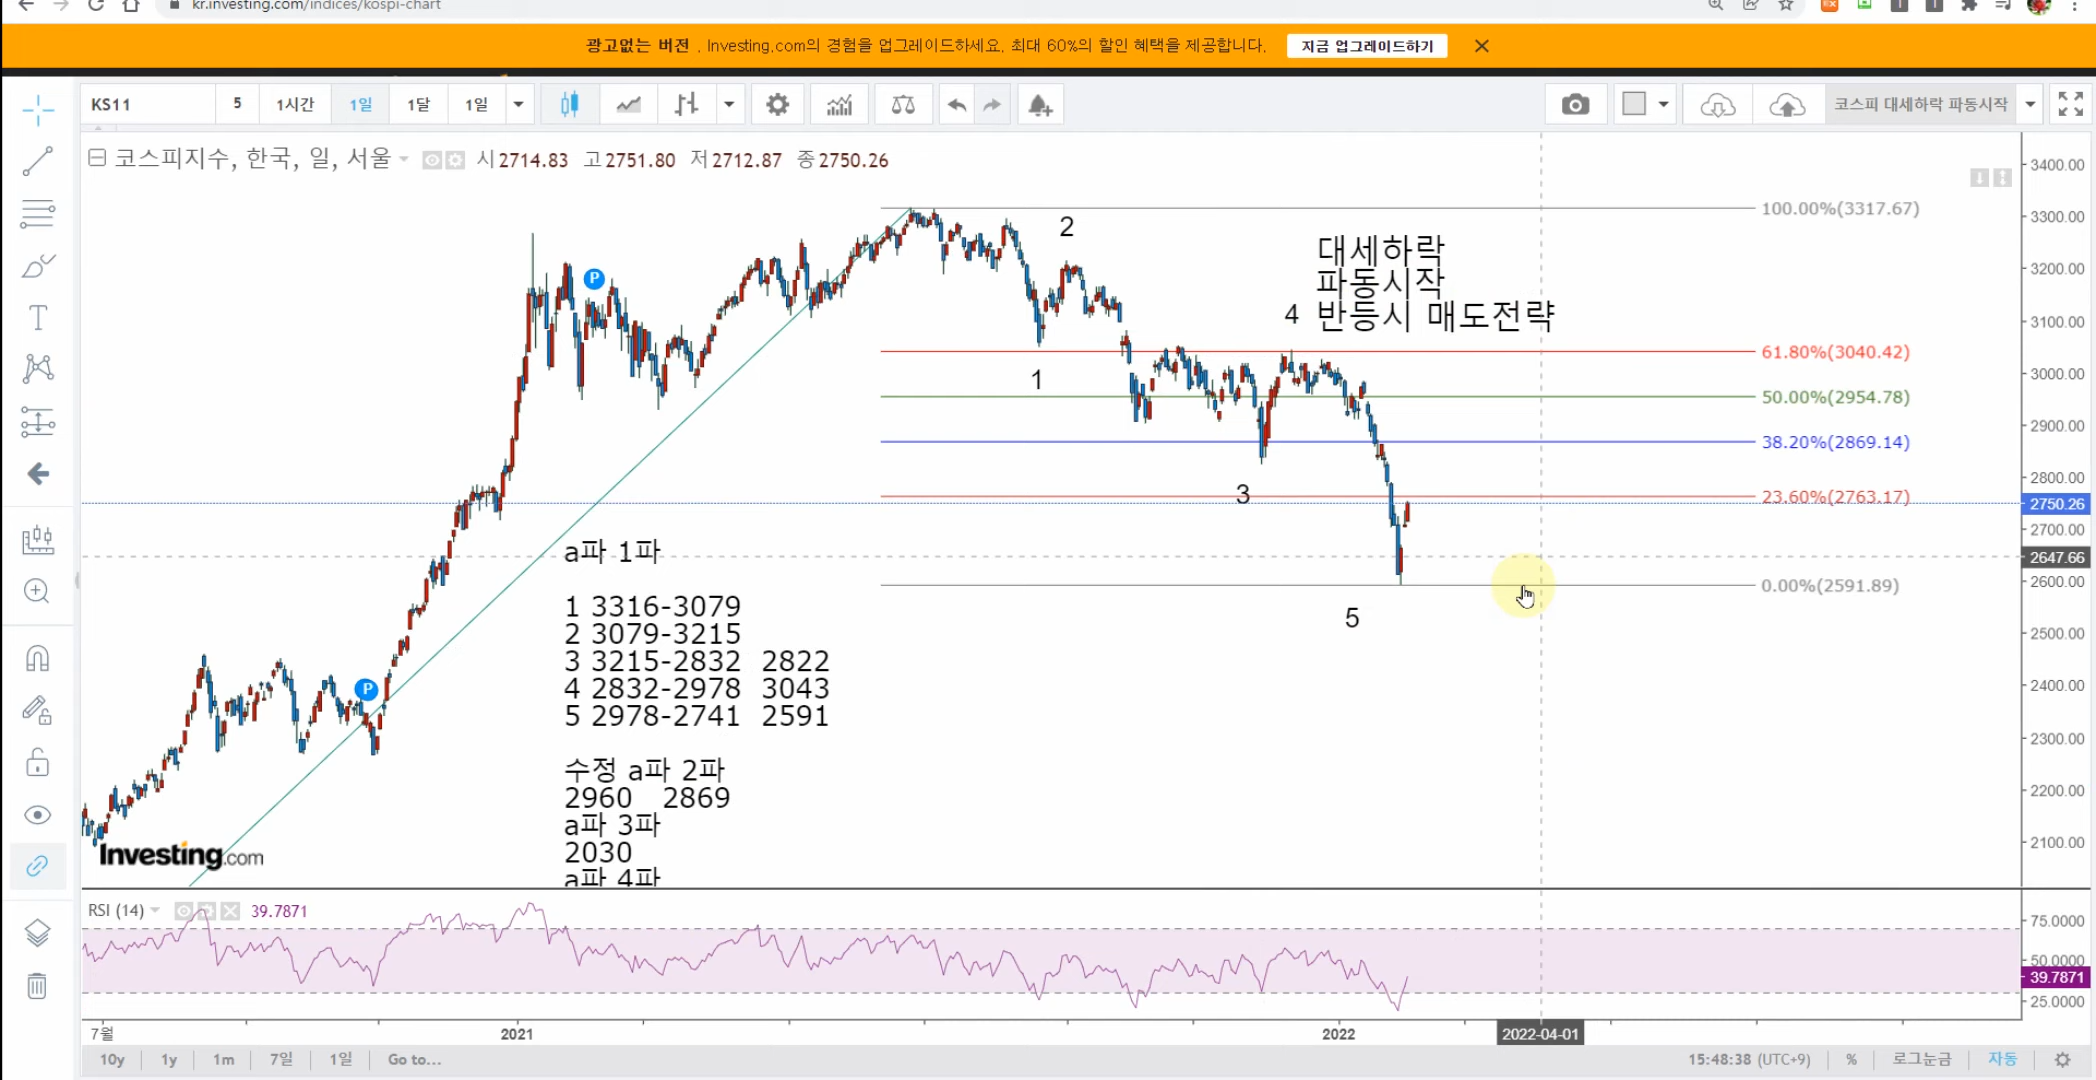 kr.investing.com/indices/kospi-chart
광고없는 버전 . Investing.com의 경험을 업그레이드하세요. 최대 60%의 할인 혜택을 제공합니다.
지금 업그레이드하기
KS11
5
1시간
1일
1달
1일
코스피 대세하락 파동시작
코스피지수, 한국, 일, 서울
시2714.83 고2751.80 저2712.87 종2750.26
3400.00
3300.00
3200.00
3100.00
3000.00
2900.00
2800.00
2750.26
2700.00
2647.66
2600.00
2500.00
2400.00
2300.00
2200.00
2100.00
100.00%(3317.67)
61.80%(3040.42)
50.00%(2954.78)
38.20%(2869.14)
23.60%(2763.17)
0.00%(2591.89)
대세하락
파동시작
반등시 매도전략
1
2
3
4
5
P
P
a파 1파
1 3316-3079
2 3079-3215
3 3215-2832 2822
4 2832-2978 3043
5 2978-2741 2591
수정 a파 2파
2960 2869
a파 3파
2030
a파 4파
Investing.com
RSI (14)
39.7871
75.0000
50.0000
39.7871
25.0000
7월
2021
2022
2022-04-01
10y
1y
1m
7일
1일
Go to...
15:48:38 (UTC+9)
%
로그눈금
자동